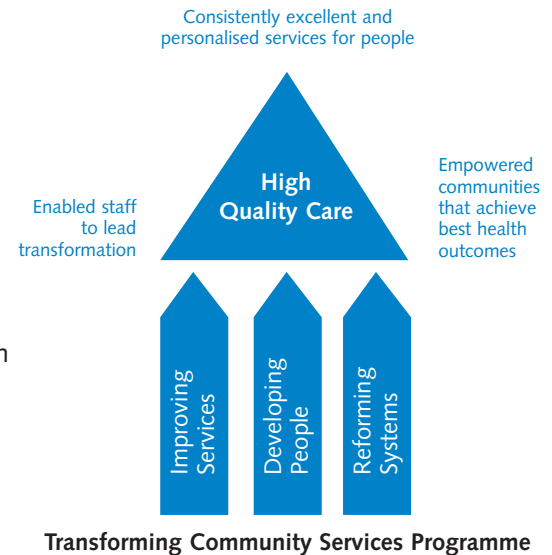 Consistently excellent and
personalised services for people
High
Quality Care
Enabled staff
to lead
transformation
Empowered
communities
that achieve
best health
outcomes
n
Improving
Services
Developing
People
Reforming
Systems
Transforming Community Services Programme